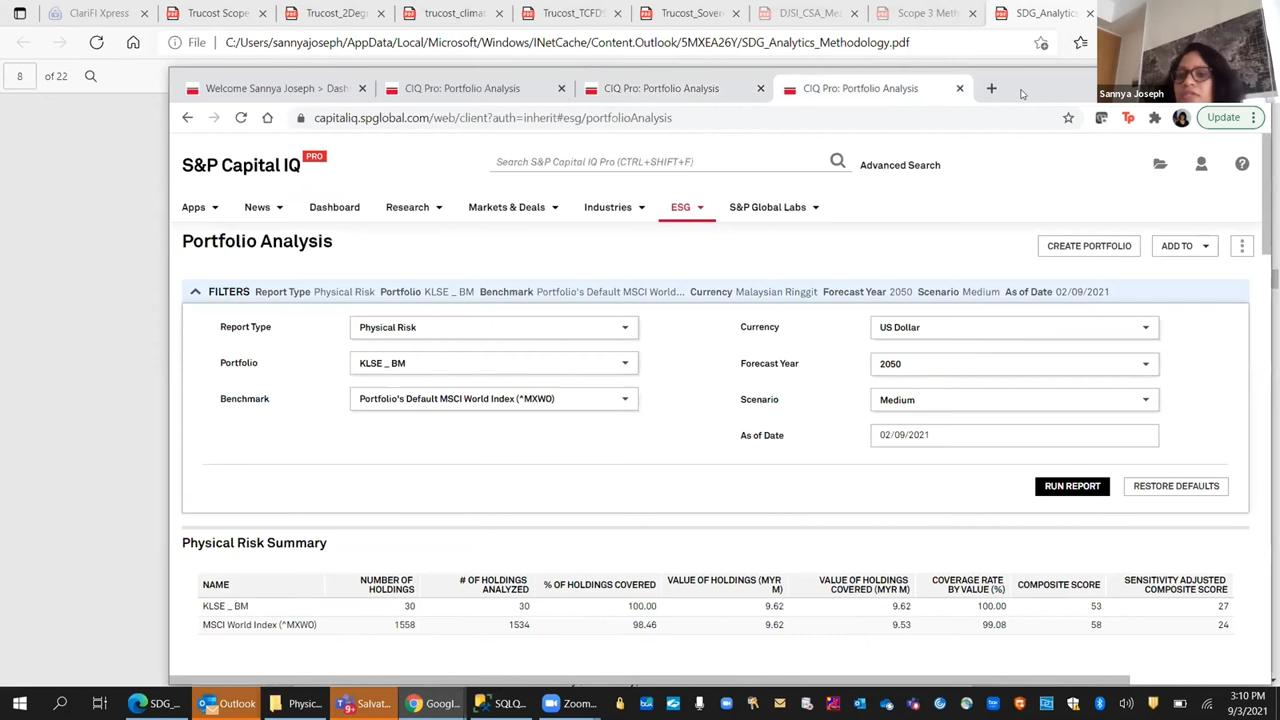 ClariFI Xpress
Trucost Scope
Trucost_2Degr
trucost_clima
Trucost_TCFD
Trucost_Sover
DJSI_CSA_Me
Scope 3 Meth
SDG_Analytics
File
C:/Users/sannyajoseph/AppData/Local/Microsoft/Windows/INetCache/Content.Outlook/5MXEA26Y/SDG_Analytics_Methodology.pdf
8 of 22
Sannya Joseph
Welcome Sannya Joseph > Dash
CIQ Pro: Portfolio Analysis
CIQ Pro: Portfolio Analysis
CIQ Pro: Portfolio Analysis
capitaliq.spglobal.com/web/client?auth=inherit#esg/portfolioAnalysis
Update
S&P Capital IQ PRO
Search S&P Capital IQ Pro (CTRL+SHIFT+F)
Advanced Search
Apps News Dashboard Research Markets & Deals Industries ESG S&P Global Labs
Portfolio Analysis
CREATE PORTFOLIO
ADD TO
FILTERS Report Type Physical Risk Portfolio KLSE _ BM Benchmark Portfolio's Default MSCI World... Currency Malaysian Ringgit Forecast Year 2050 Scenario Medium As of Date 02/09/2021
Report Type Physical Risk Currency US Dollar
Portfolio KLSE _ BM Forecast Year 2050
Benchmark Portfolio's Default MSCI World Index (^MXWO) Scenario Medium
As of Date 02/09/2021
RUN REPORT RESTORE DEFAULTS
Physical Risk Summary
NAME NUMBER OF HOLDINGS # OF HOLDINGS ANALYZED % OF HOLDINGS COVERED VALUE OF HOLDINGS (MYR M) VALUE OF HOLDINGS COVERED (MYR M) COVERAGE RATE BY VALUE (%) COMPOSITE SCORE SENSITIVITY ADJUSTED COMPOSITE SCORE
KLSE _ BM 30 30 100.00 9.62 9.62 100.00 53 27
MSCI World Index (^MXWO) 1558 1534 98.46 9.62 9.53 99.08 58 24
SDG_ Outlook Physic... Salvat... Googl... SQLQ... Zoom...
3:10 PM
9/3/2021